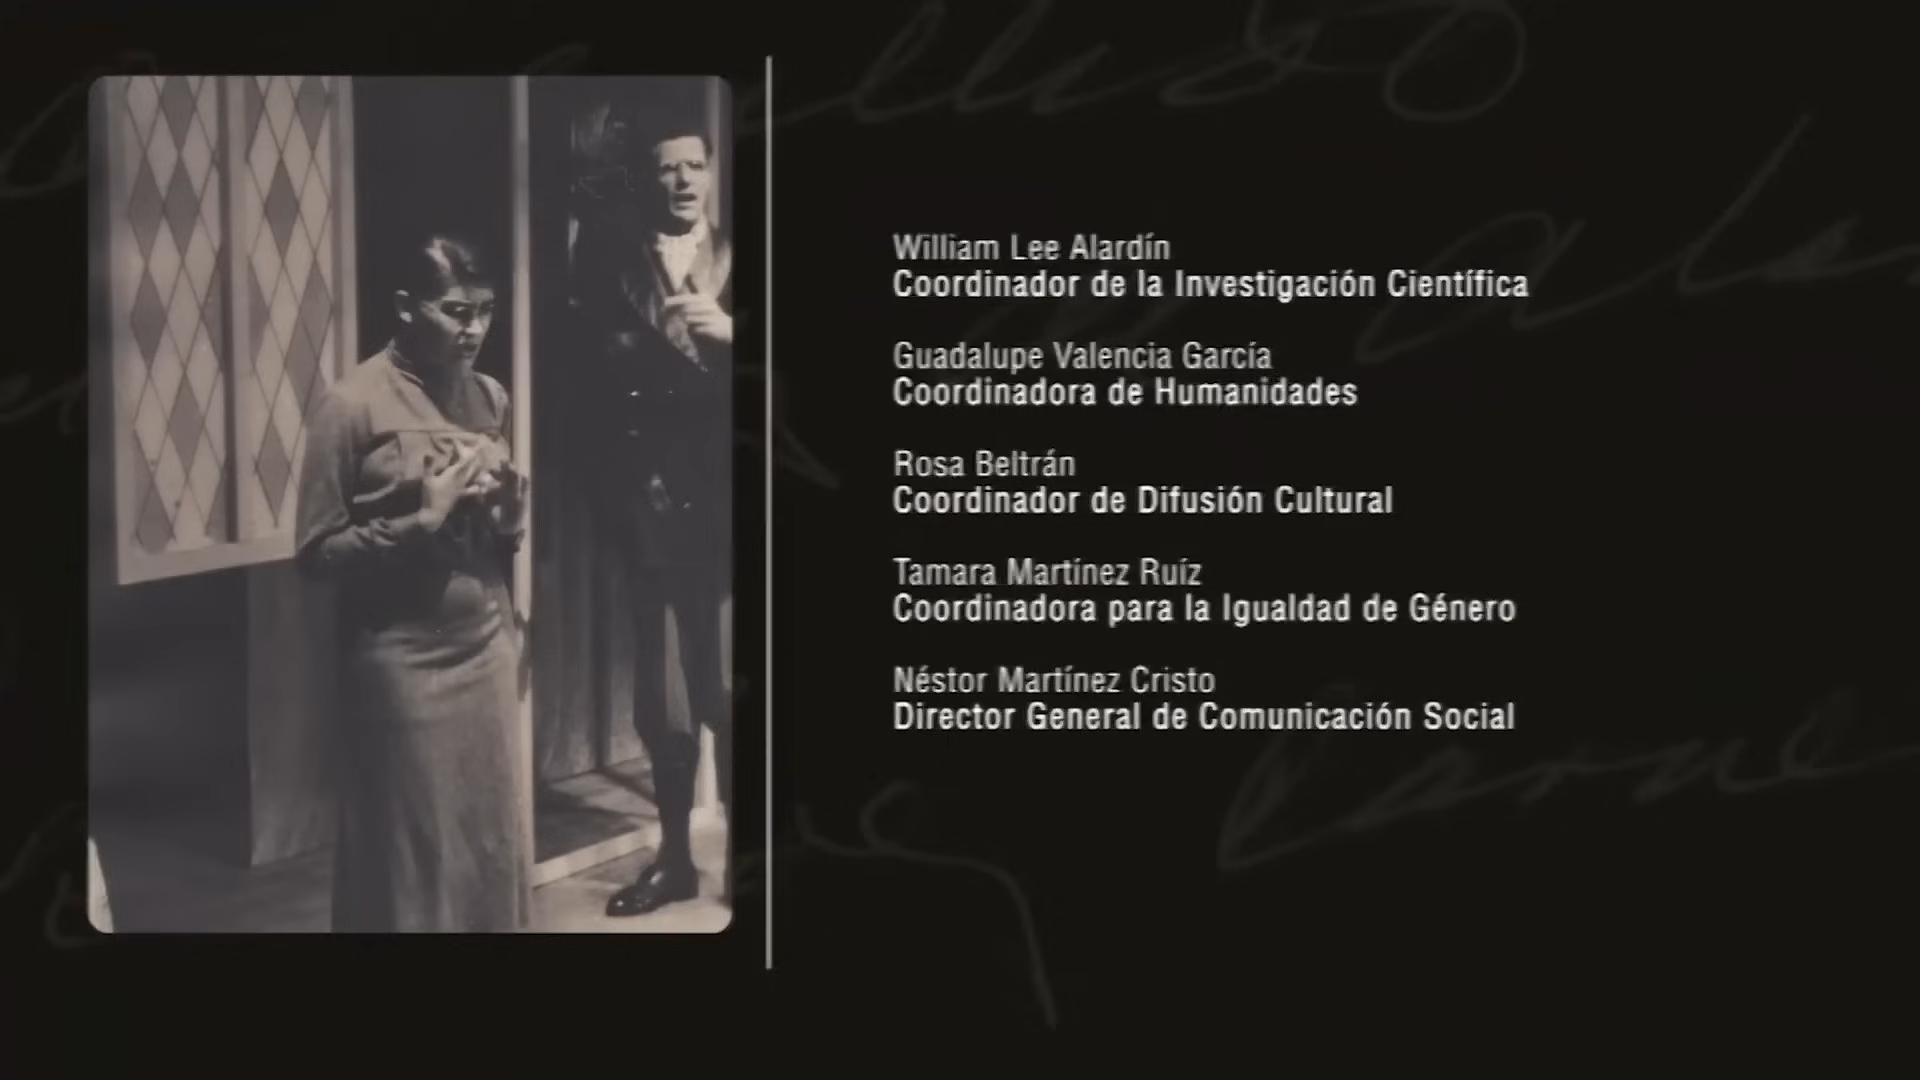 William Lee Alardín
Coordinador de la Investigación Científica
Guadalupe Valencia García
Coordinadora de Humanidades
Rosa Beltrán
Coordinador de Difusión Cultural
Tamara Martínez Ruíz
Coordinadora para la Igualdad de Género
Néstor Martínez Cristo
Director General de Comunicación Social